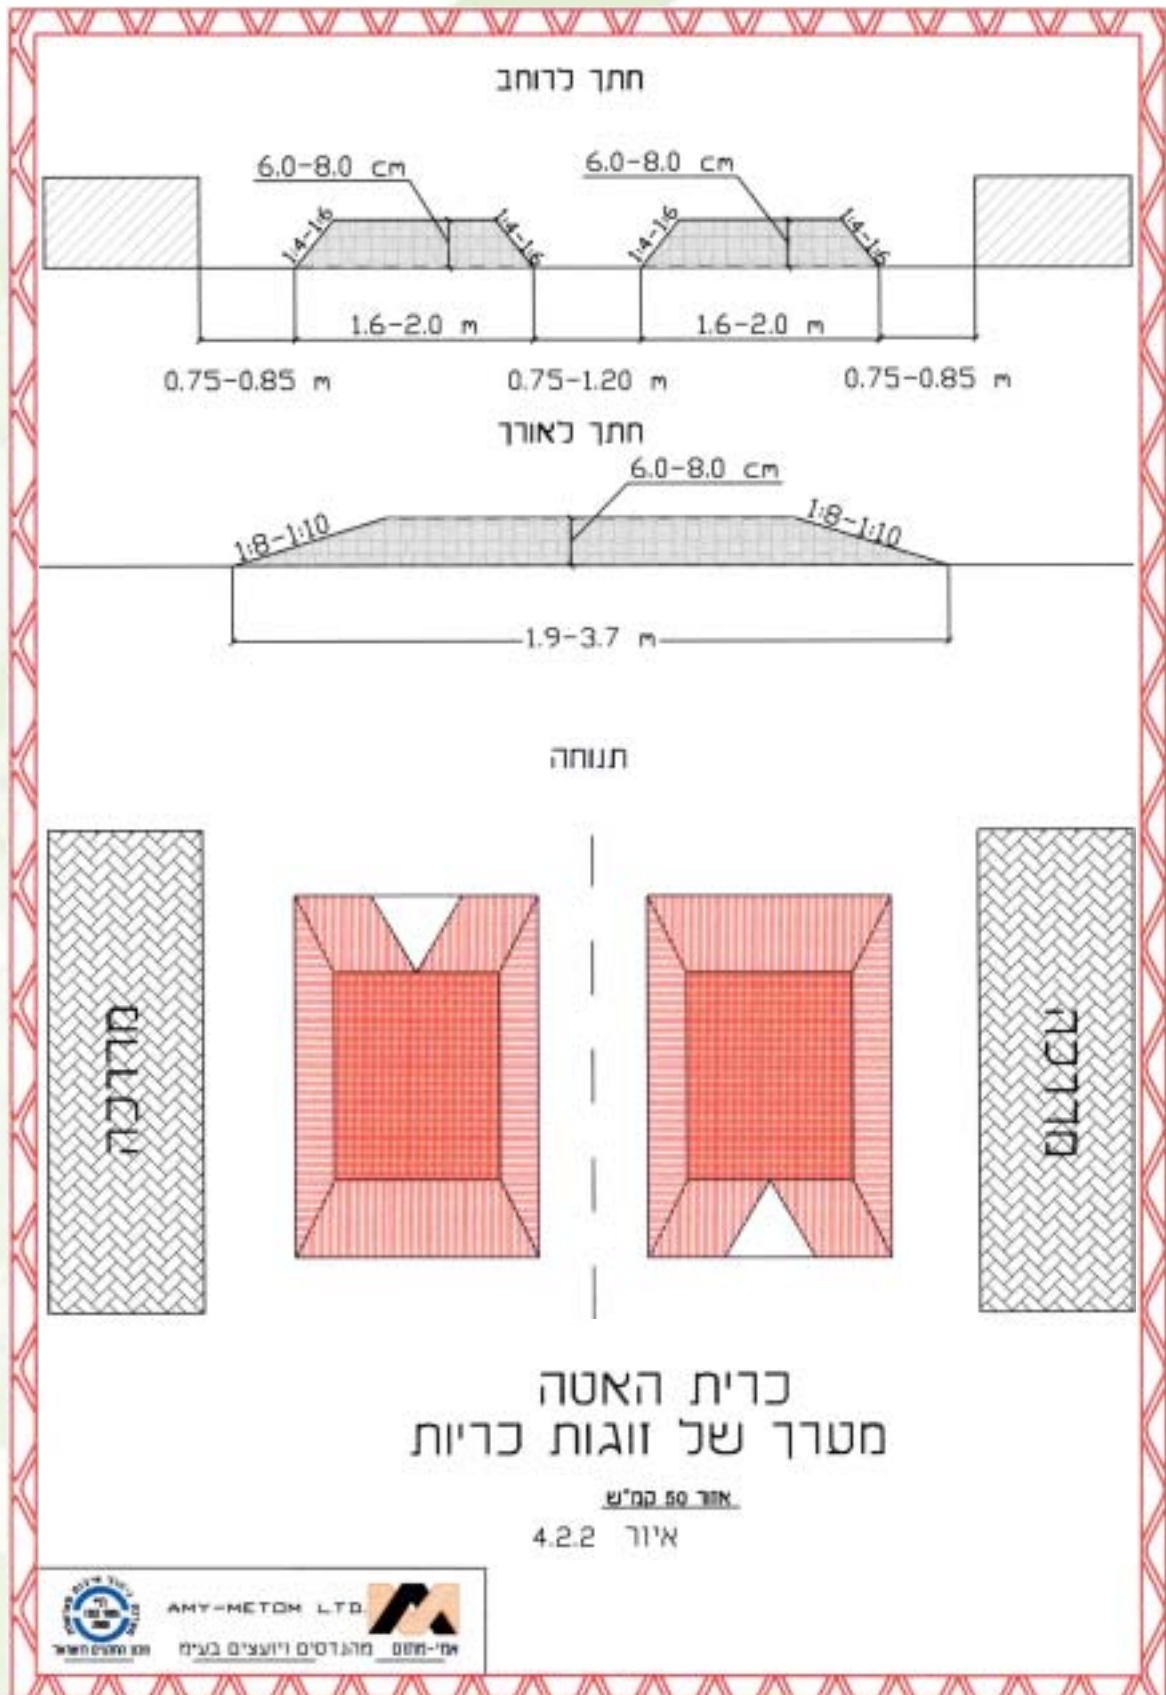 חתך לרוחב
6.0-8.0 cm
6.0-8.0 cm
1:4-1:6
1:4-1:6
1:4-1:6
1:4-1:6
1.6-2.0 m
1.6-2.0 m
0.75-0.85 m
0.75-1.20 m
0.75-0.85 m
חתך לאורך
6.0-8.0 cm
1:8-1:10
1:8-1:10
1.9-3.7 m
תנוחה
מדרכה
מדרכה
כרית האטה
מערך של זוגות כריות
אזור 50 קמ"ש
איור 4.2.2
AMY-METOM LTD.
אמי-מתום מהנדסים ויועצים בע"מ
מכון התקנים הישראלי